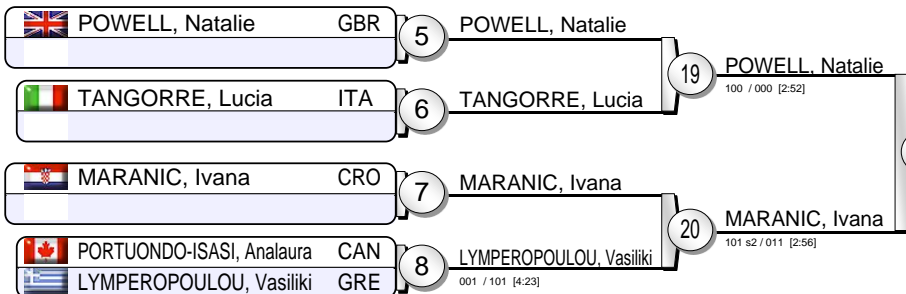 POWELL, Natalie GBR
5
POWELL, Natalie
TANGORRE, Lucia ITA
6
TANGORRE, Lucia
19
POWELL, Natalie
100 / 000 [2:52]
MARANIC, Ivana CRO
7
MARANIC, Ivana
PORTUONDO-ISASI, Analaura CAN
LYMPEROPOULOU, Vasiliki GRE
8
LYMPEROPOULOU, Vasiliki
001 / 101 [4:23]
20
MARANIC, Ivana
101 s2 / 011 [2:56]